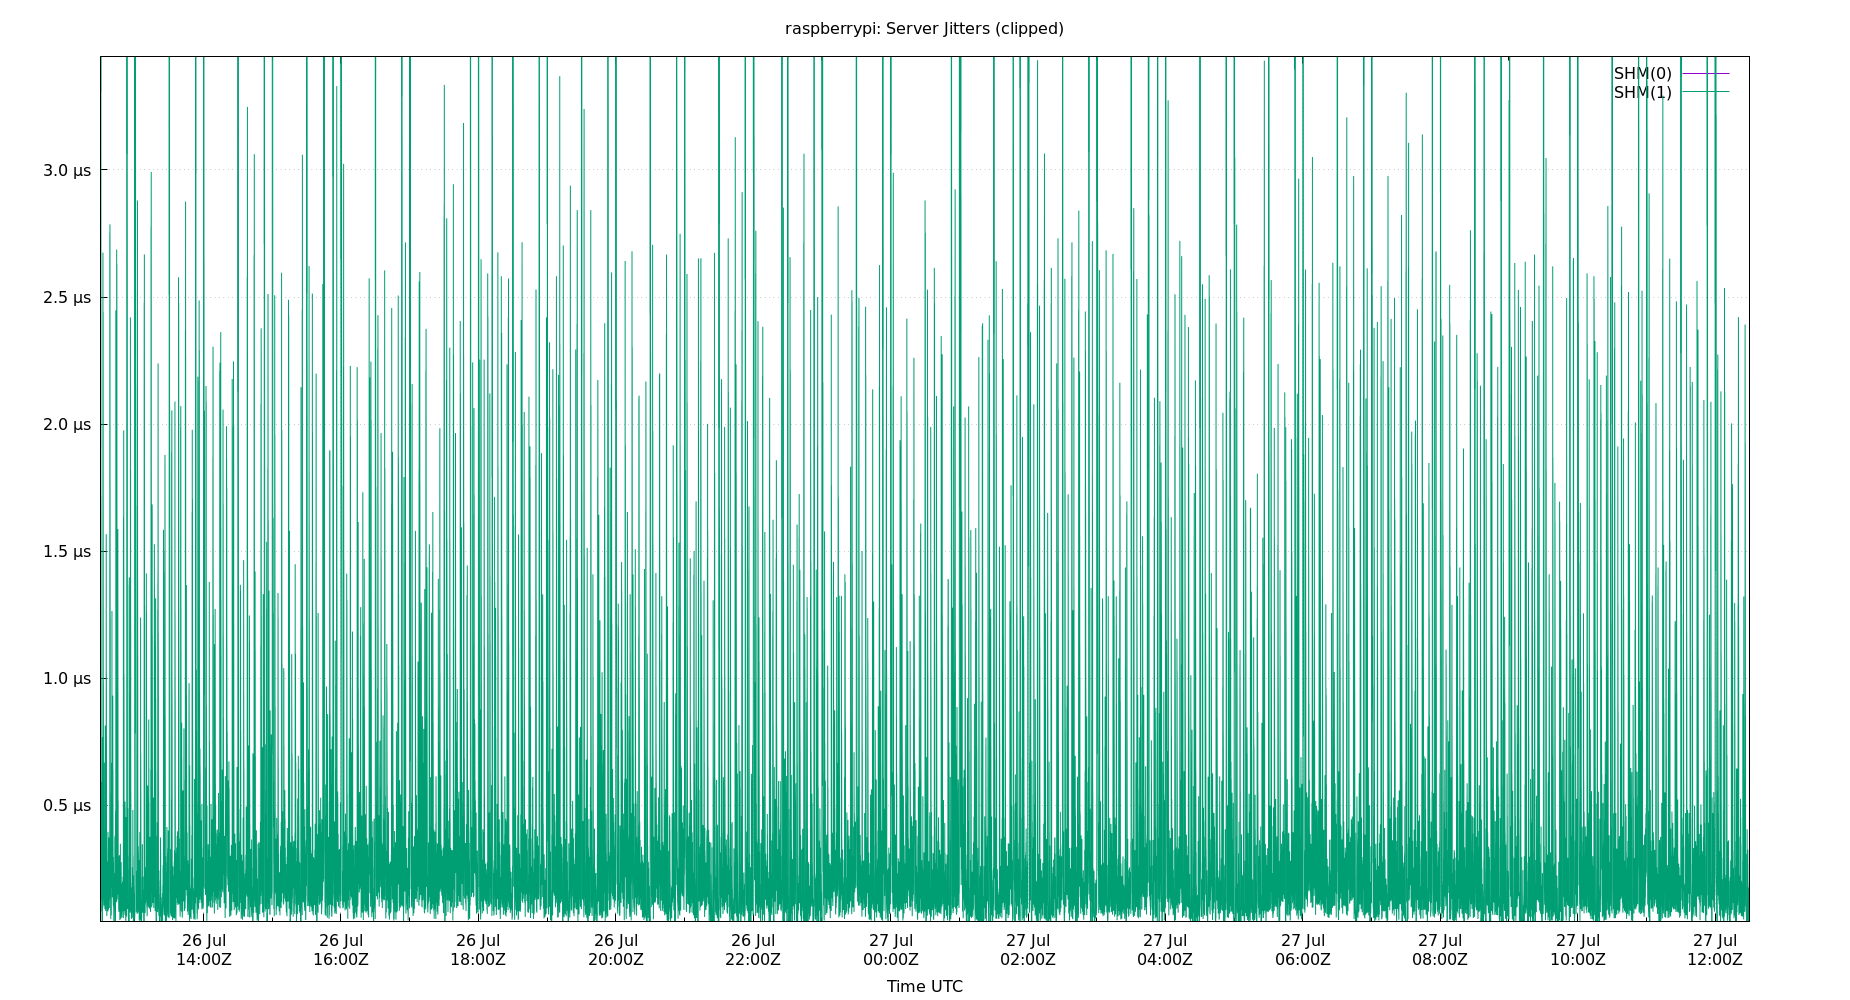 raspberrypi: Server Jitters (clipped)
SHM(0)
SHM(1)
3.0 µs
2.5 µs
2.0 µs
1.5 µs
1.0 µs
0.5 µs
26 Jul 26 Jul 26 Jul 26 Jul 26 Jul 27 Jul 27 Jul 27 Jul 27 Jul 27 Jul 27 Jul 27 Jul
14:00Z 16:00Z 18:00Z 20:00Z 22:00Z 00:00Z 02:00Z 04:00Z 06:00Z 08:00Z 10:00Z 12:00Z
Time UTC